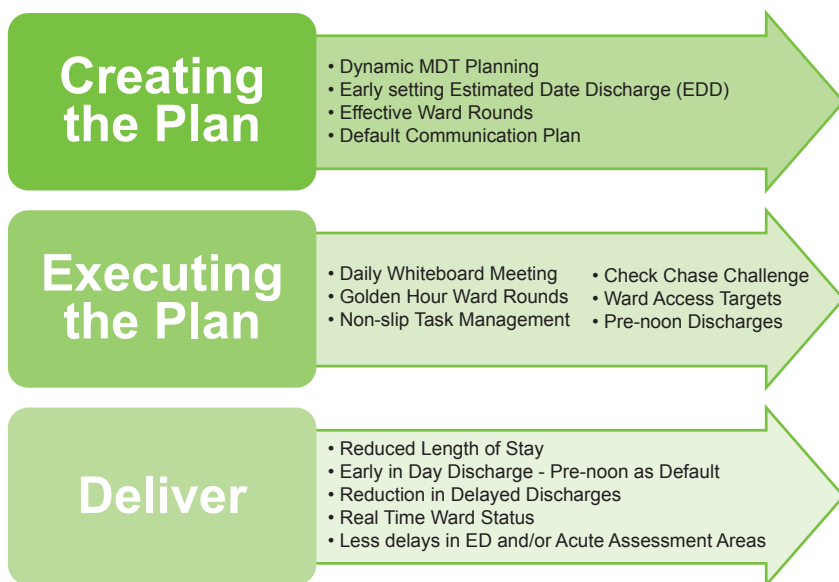 Creating
the Plan
• Dynamic MDT Planning
• Early setting Estimated Date Discharge (EDD)
• Effective Ward Rounds
• Default Communication Plan
Executing
the Plan
• Daily Whiteboard Meeting
• Golden Hour Ward Rounds
• Non-slip Task Management
• Check Chase Challenge
• Ward Access Targets
• Pre-noon Discharges
Deliver
• Reduced Length of Stay
• Early in Day Discharge - Pre-noon as Default
• Reduction in Delayed Discharges
• Real Time Ward Status
• Less delays in ED and/or Acute Assessment Areas